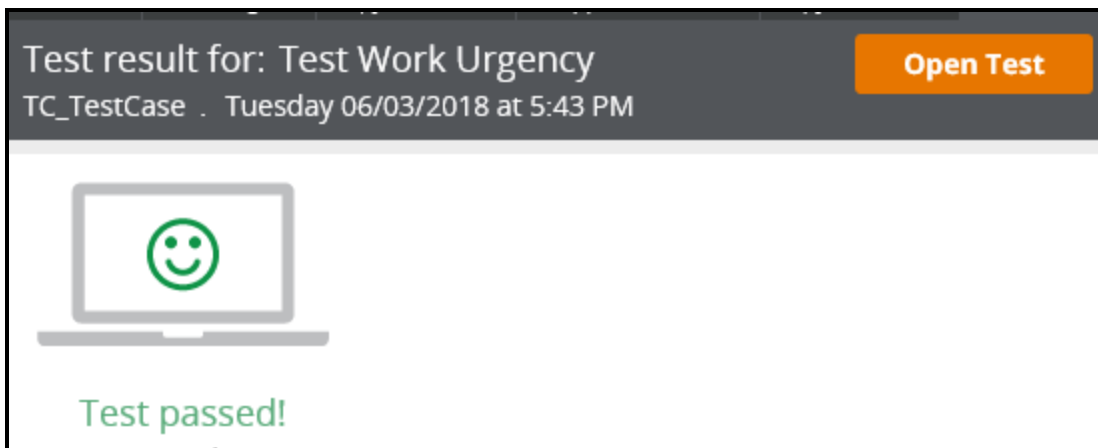 Test result for: Test Work Urgency
Open Test
TC_TestCase . Tuesday 06/03/2018 at 5:43 PM
Test passed!